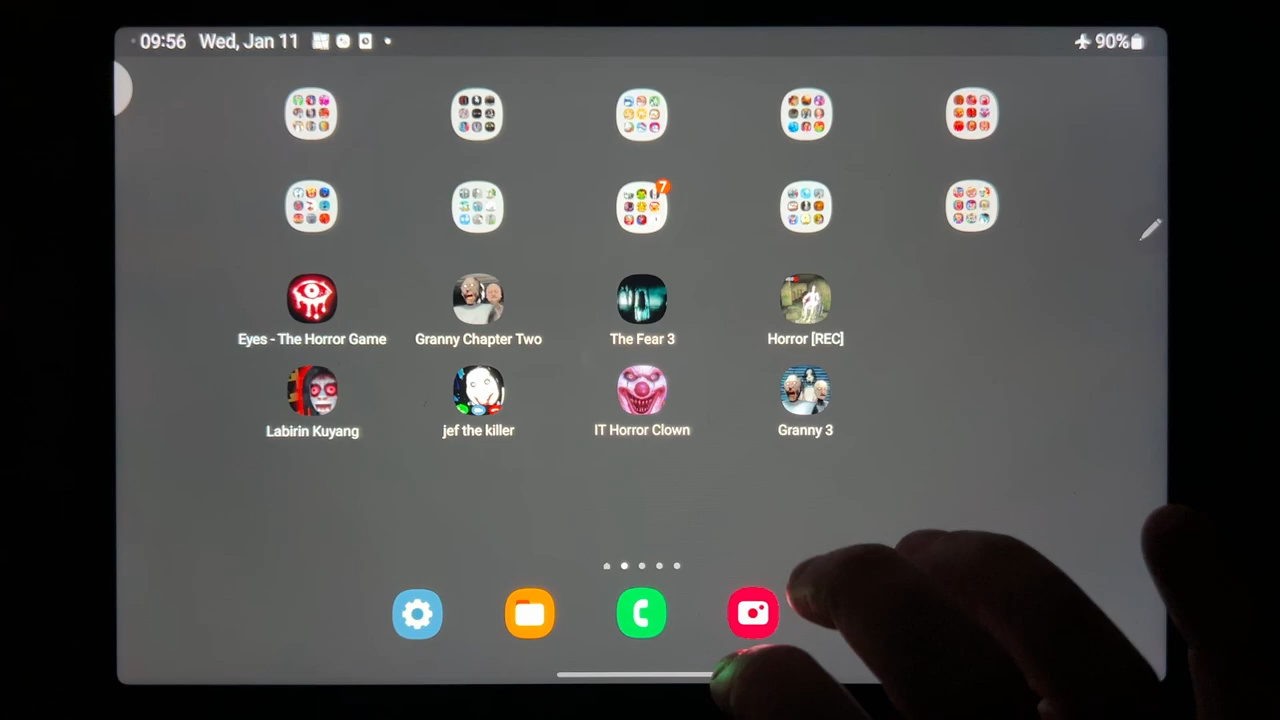 09:56 Wed, Jan 11 90%
7
Eyes - The Horror Game Granny Chapter Two The Fear 3 Horror [REC]
Labirin Kuyang jef the killer IT Horror Clown Granny 3